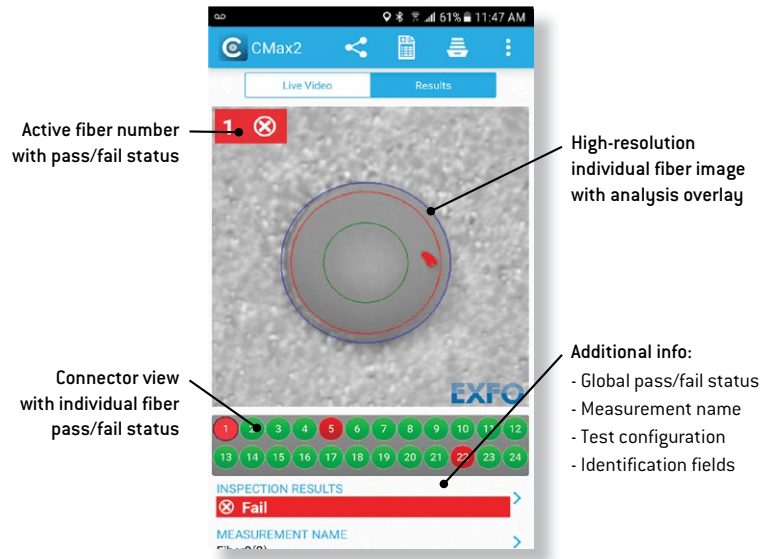 61% 11:47 AM
CMax2
Live Video
Results
1
Active fiber number
with pass/fail status
High-resolution
individual fiber image
with analysis overlay
EXFO
Connector view
with individual fiber
pass/fail status
1 2 3 4 5 6 7 8 9 10 11 12
13 14 15 16 17 18 19 20 21 22 23 24
Additional info:
- Global pass/fail status
- Measurement name
- Test configuration
- Identification fields
INSPECTION RESULTS
Fail
MEASUREMENT NAME